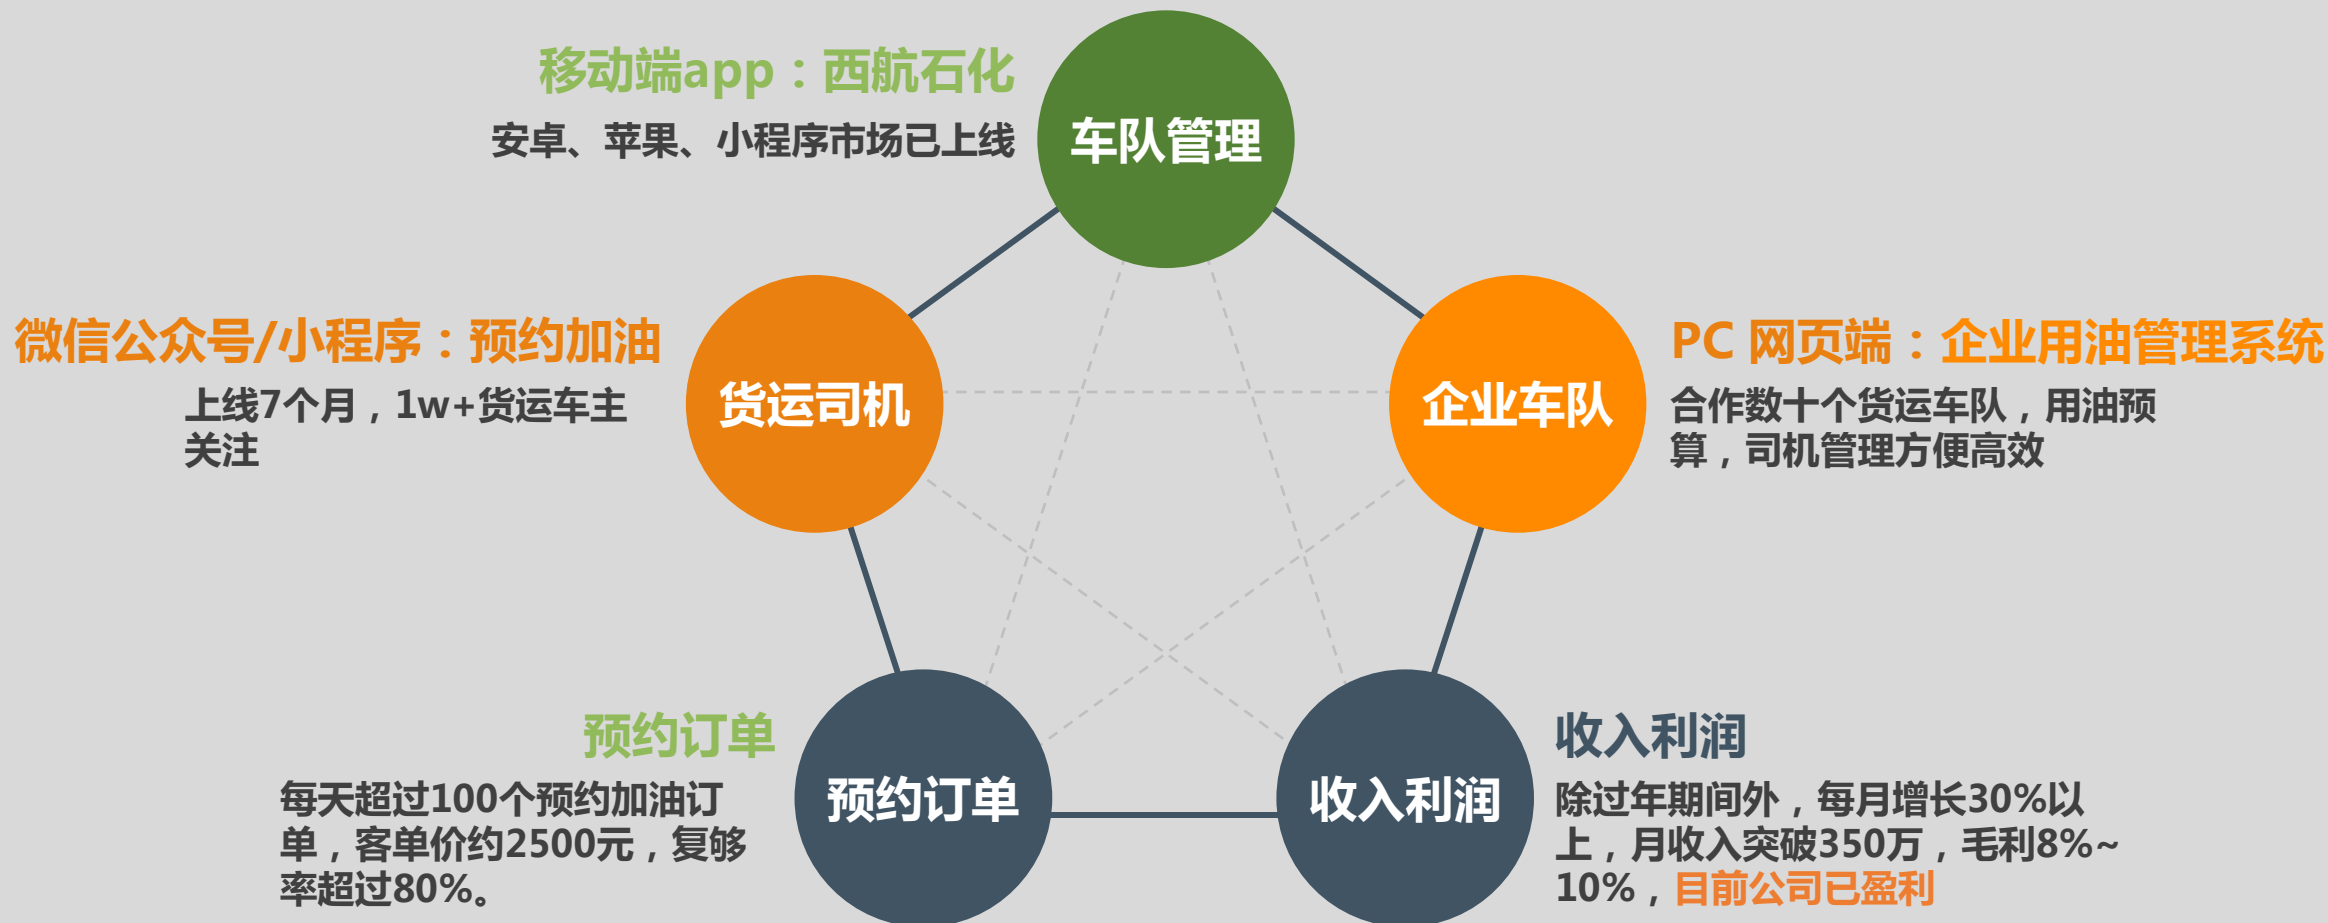 移动端app：西航石化
安卓、苹果、小程序市场已上线
车队管理
微信公众号/小程序：预约加油
上线7个月，1w+货运车主
关注
货运司机
企业车队
PC 网页端：企业用油管理系统
合作数十个货运车队，用油预
算，司机管理方便高效
预约订单
每天超过100个预约加油订
单，客单价约2500元，复够
率超过80%。
预约订单
收入利润
收入利润
除过年期间外，每月增长30%以
上，月收入突破350万，毛利8%~
10%，目前公司已盈利